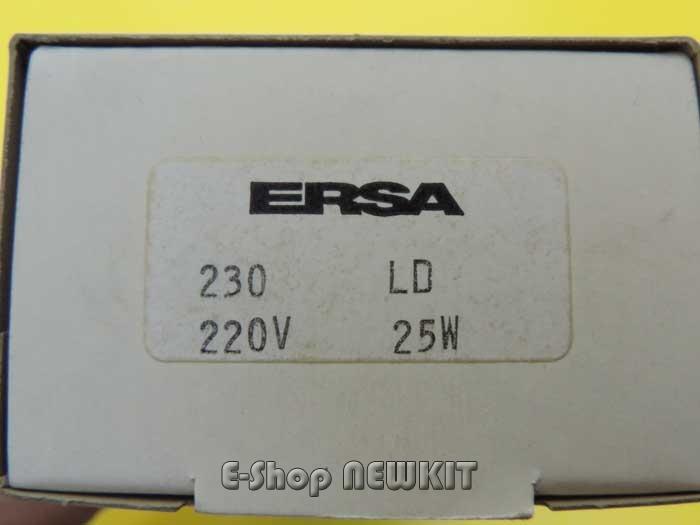 ERSA
230 LD
220V 25W
E-Shop NEWKIT